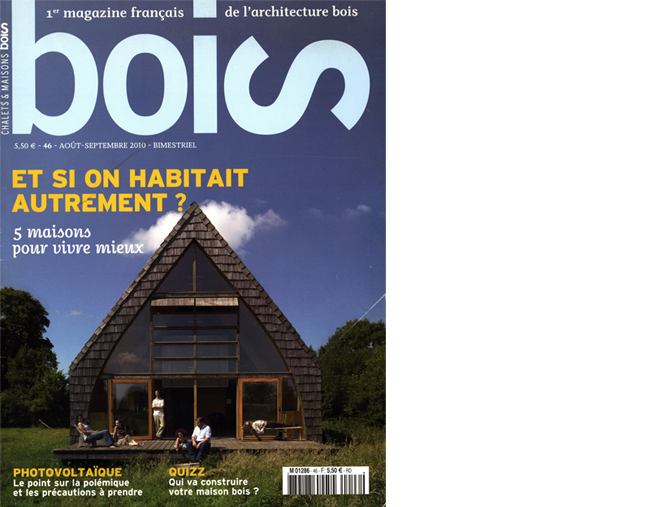 1er magazine français de l'architecture bois
CHALETS & MAISONS BOIS
bois
5,50 € - 46 - AOÛT-SEPTEMBRE 2010 - BIMESTRIEL
ET SI ON HABITAIT
AUTREMENT ?
5 maisons
pour vivre mieux
PHOTOVOLTAÏQUE
Le point sur la polémique
et les précautions à prendre
QUIZZ
Qui va construire
votre maison bois ?
M 01286 - 46 - F: 5,50 € - RD